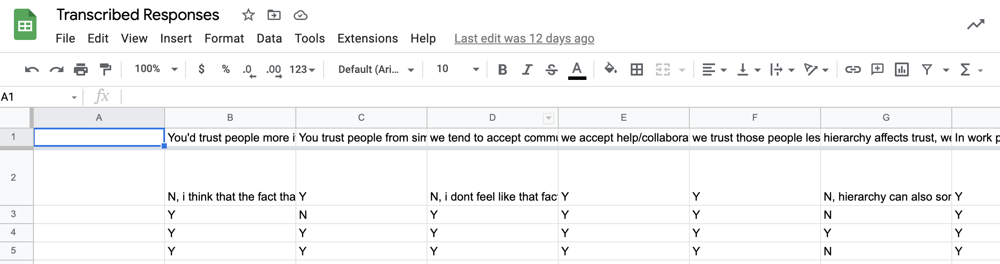 Transcribed Responses
File Edit View Insert Format Data Tools Extensions Help Last edit was 12 days ago
100% $ % .0 .00 123 Default (Ari... 10 B I S A
A1 fx
A B C D E F G
1 You'd trust people more i You trust people from sim we tend to accept commu we accept help/collabora we trust those people les hierarchy affects trust, we In work p
2 N, i think that the fact tha Y N, i dont feel like that fact Y Y N, hierarchy can also som Y
3 Y N Y Y Y N Y
4 Y Y Y Y Y Y Y
5 Y Y Y Y Y N Y